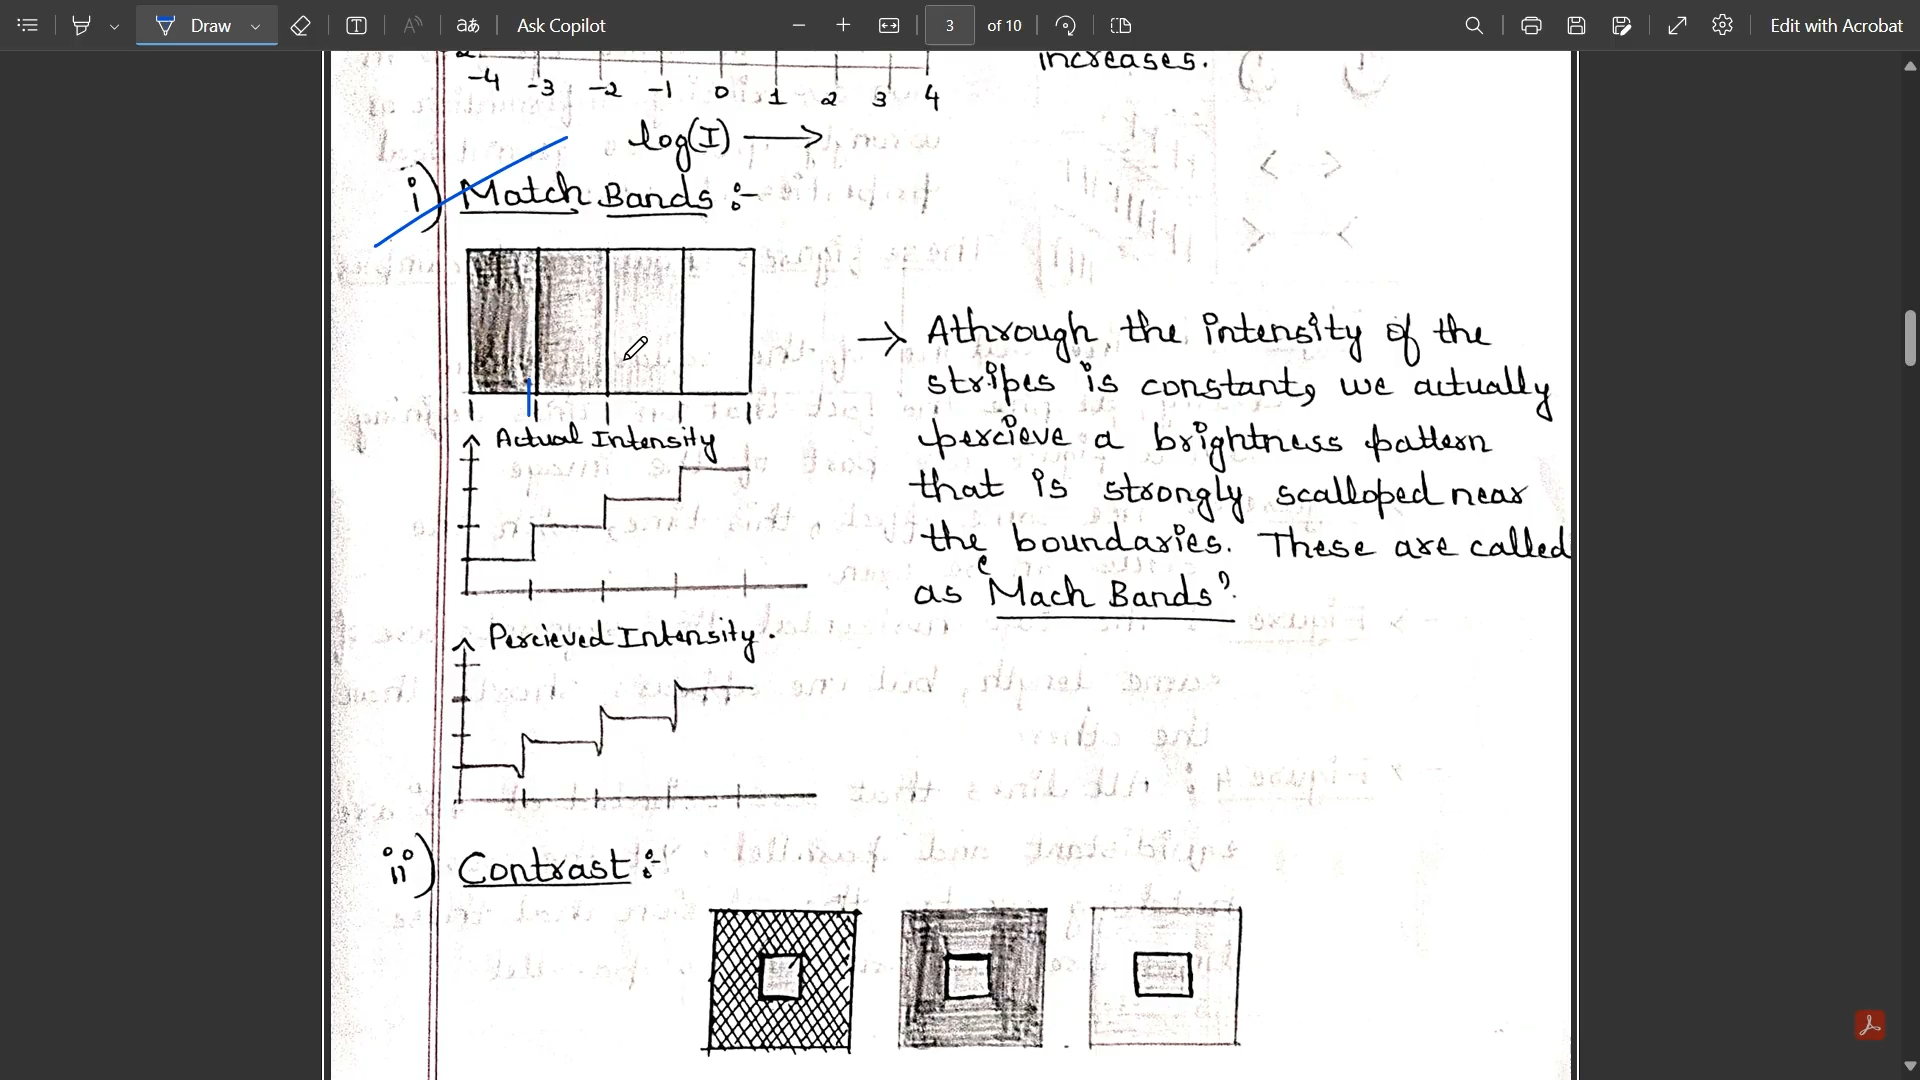 Draw
Ask Copilot
3 of 10
Edit with Acrobat
increases.
-4 -3 -2 -1 0 1 2 3 4
log(I) →
i) Match Bands :-
→ Athrough the intensity of the
stripes is constant, we actually
percieve a brightness pattern
that is strongly scalloped near
the boundaries. These are called
as "Mach Bands".
Actual Intensity
Percieved Intensity.
ii) Contrast :-